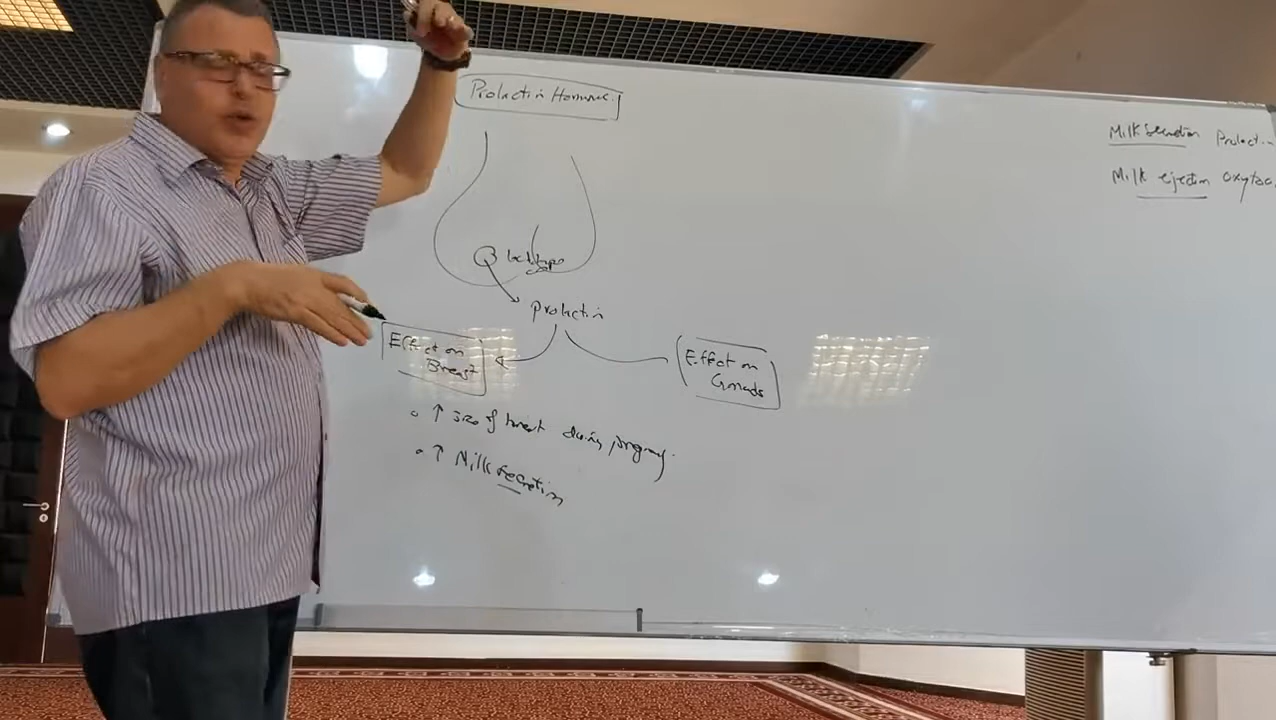 Prolactin Hormone
Milk secretion Prolactin
Milk ejection oxytoc
lactotrops
prolactin
Effect on
Breast
Effect on
Gonads
↑ size of breast during pregnancy.
↑ Milk secretion